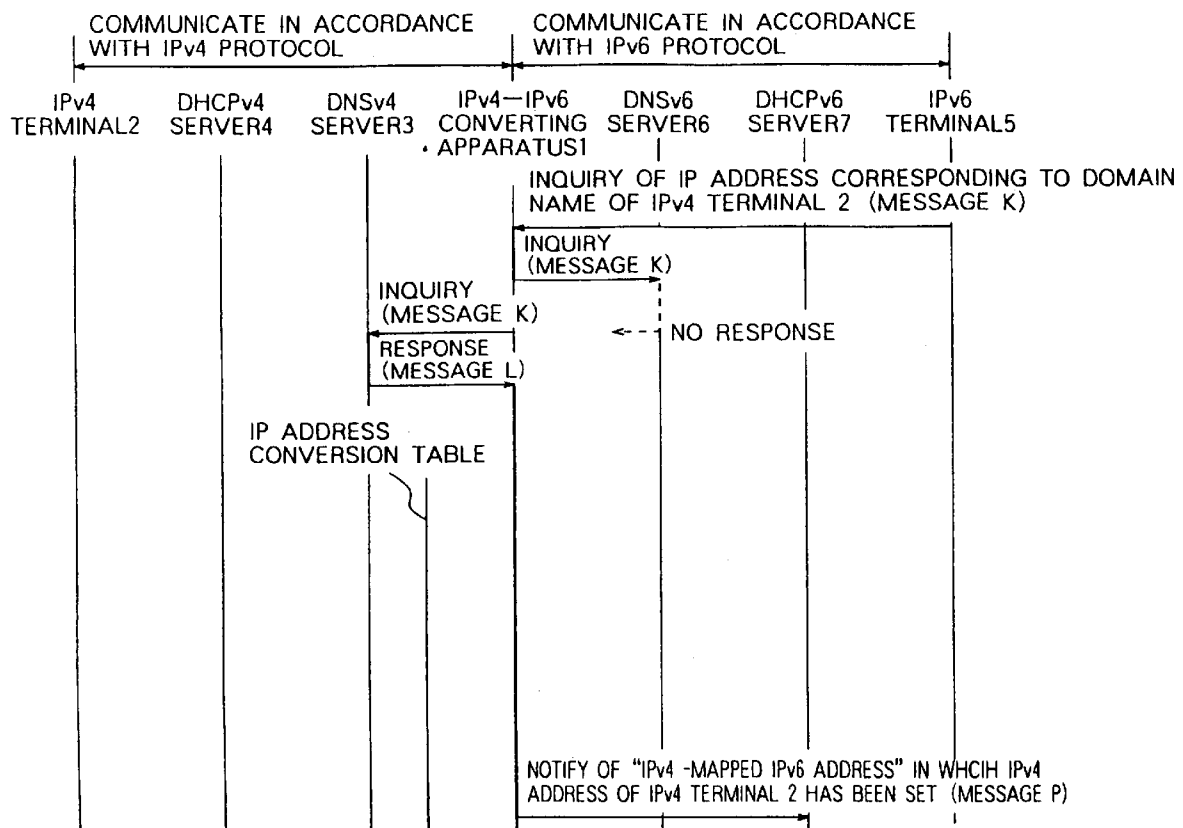 COMMUNICATE IN ACCORDANCE
WITH IPv4 PROTOCOL
COMMUNICATE IN ACCORDANCE
WITH IPv6 PROTOCOL
IPv4
TERMINAL2
DHCPv4
SERVER4
DNSv4
SERVER3
IPv4-IPv6
CONVERTING
APPARATUS1
DNSv6
SERVER6
DHCPv6
SERVER7
IPv6
TERMINAL5
INQUIRY OF IP ADDRESS CORRESPONDING TO DOMAIN
NAME OF IPv4 TERMINAL 2 (MESSAGE K)
INQUIRY
(MESSAGE K)
INQUIRY
(MESSAGE K)
NO RESPONSE
RESPONSE
(MESSAGE L)
IP ADDRESS
CONVERSION TABLE
NOTIFY OF "IPv4 -MAPPED IPv6 ADDRESS" IN WHCIH IPv4
ADDRESS OF IPv4 TERMINAL 2 HAS BEEN SET (MESSAGE P)